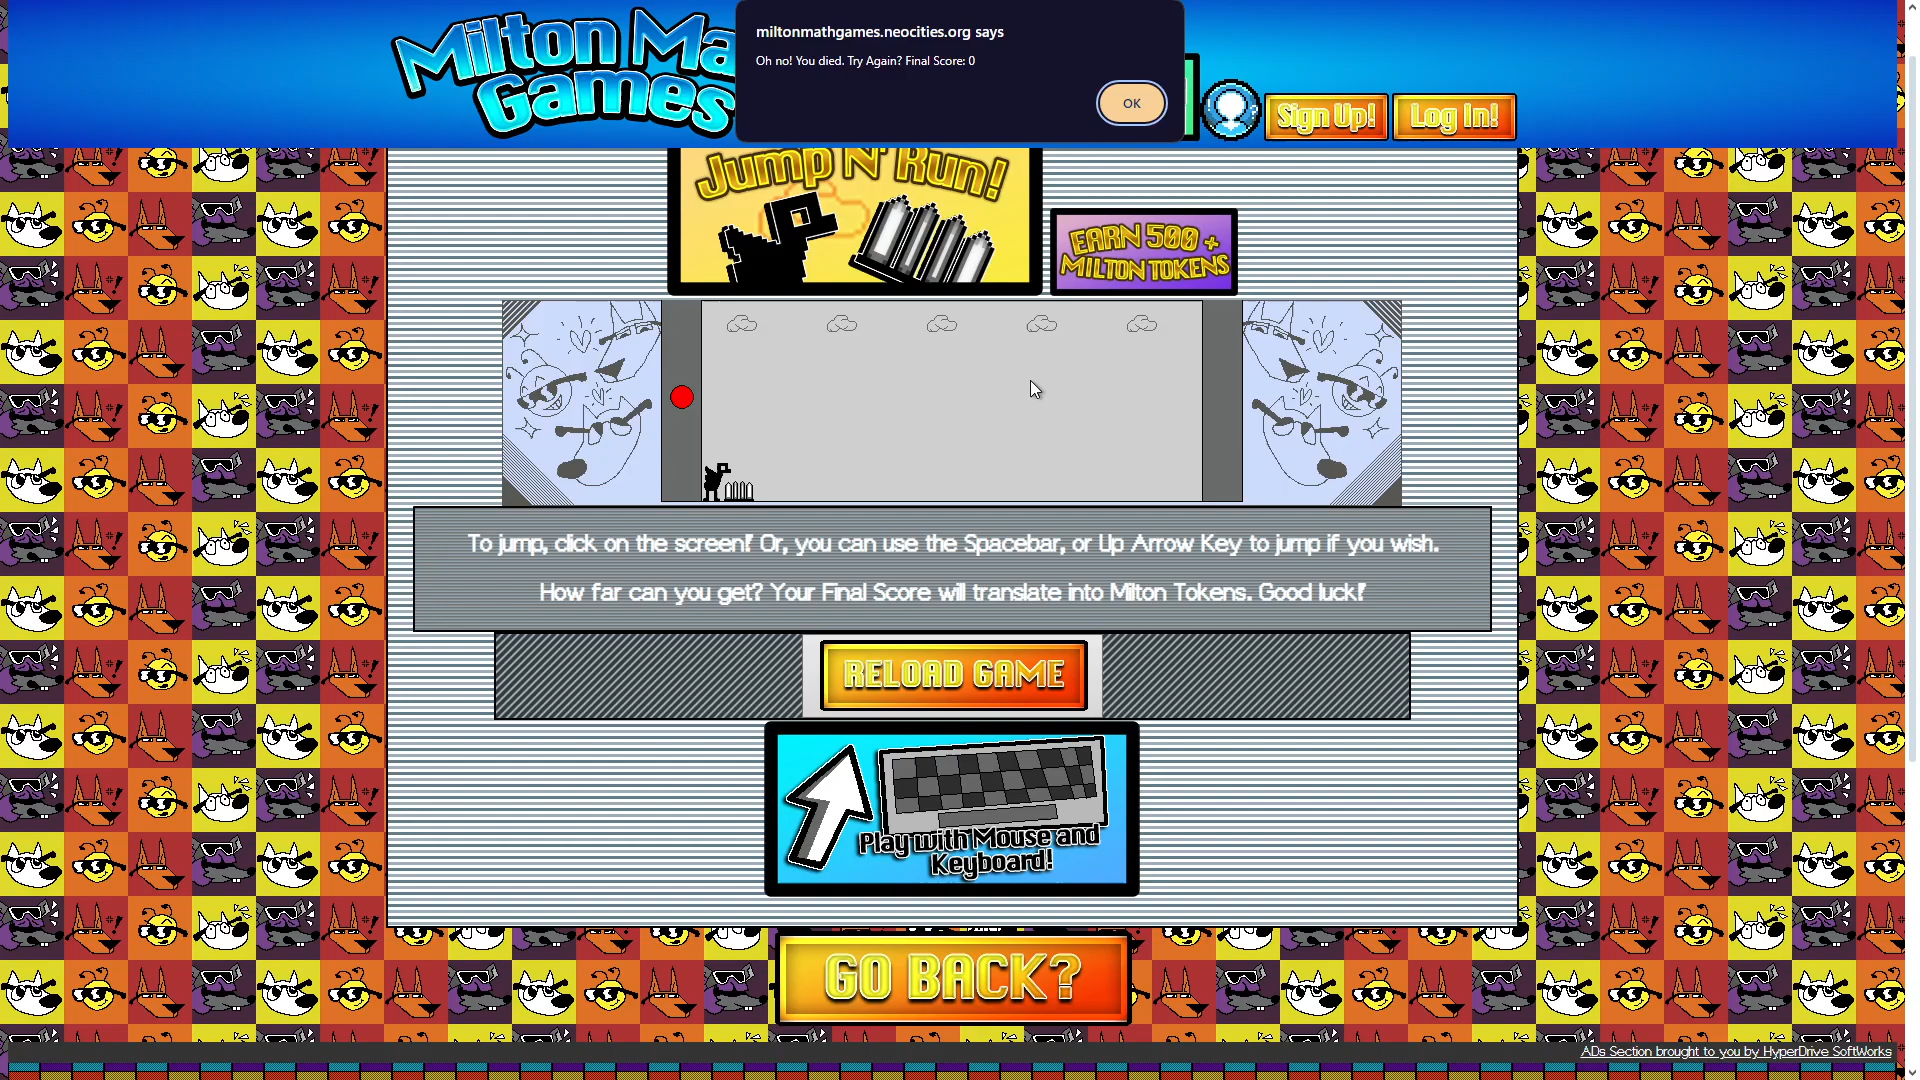 Milton Ma
Games
miltonmathgames.neocities.org says
Oh no! You died. Try Again? Final Score: 0
OK
Sign Up!
Log In!
Jump N' Run!
EARN 500 +
MILTON TOKENS
To jump, click on the screen! Or, you can use the Spacebar, or Up Arrow Key to jump if you wish.
How far can you get? Your Final Score will translate into Milton Tokens. Good luck!
RELOAD GAME
Play with Mouse and
Keyboard!
GO BACK?
ADs Section brought to you by HyperDrive SoftWorks